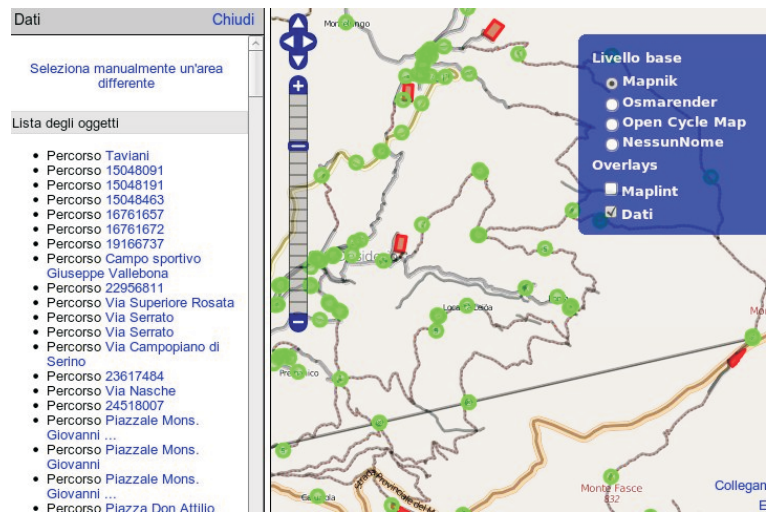 Dati
Chiudi
Seleziona manualmente un'area
differente
Lista degli oggetti
Percorso Taviani
Percorso 15048091
Percorso 15048191
Percorso 15048463
Percorso 16761657
Percorso 16761672
Percorso 19166737
Percorso Campo sportivo
Giuseppe Vallebona
Percorso 22956811
Percorso Via Superiore Rosata
Percorso Via Serrato
Percorso Via Serrato
Percorso Via Campopiano di
Serino
Percorso 23617484
Percorso Via Nasche
Percorso 24518007
Percorso Piazzale Mons.
Giovanni ...
Percorso Piazzale Mons.
Giovanni
Percorso Piazzale Mons.
Giovanni ...
Percorso Piazza Don Attilio
Livello base
Mapnik
Osmarender
Open Cycle Map
NessunNome
Overlays
Maplint
Dati
Monte Fasce
832
Collegam
E